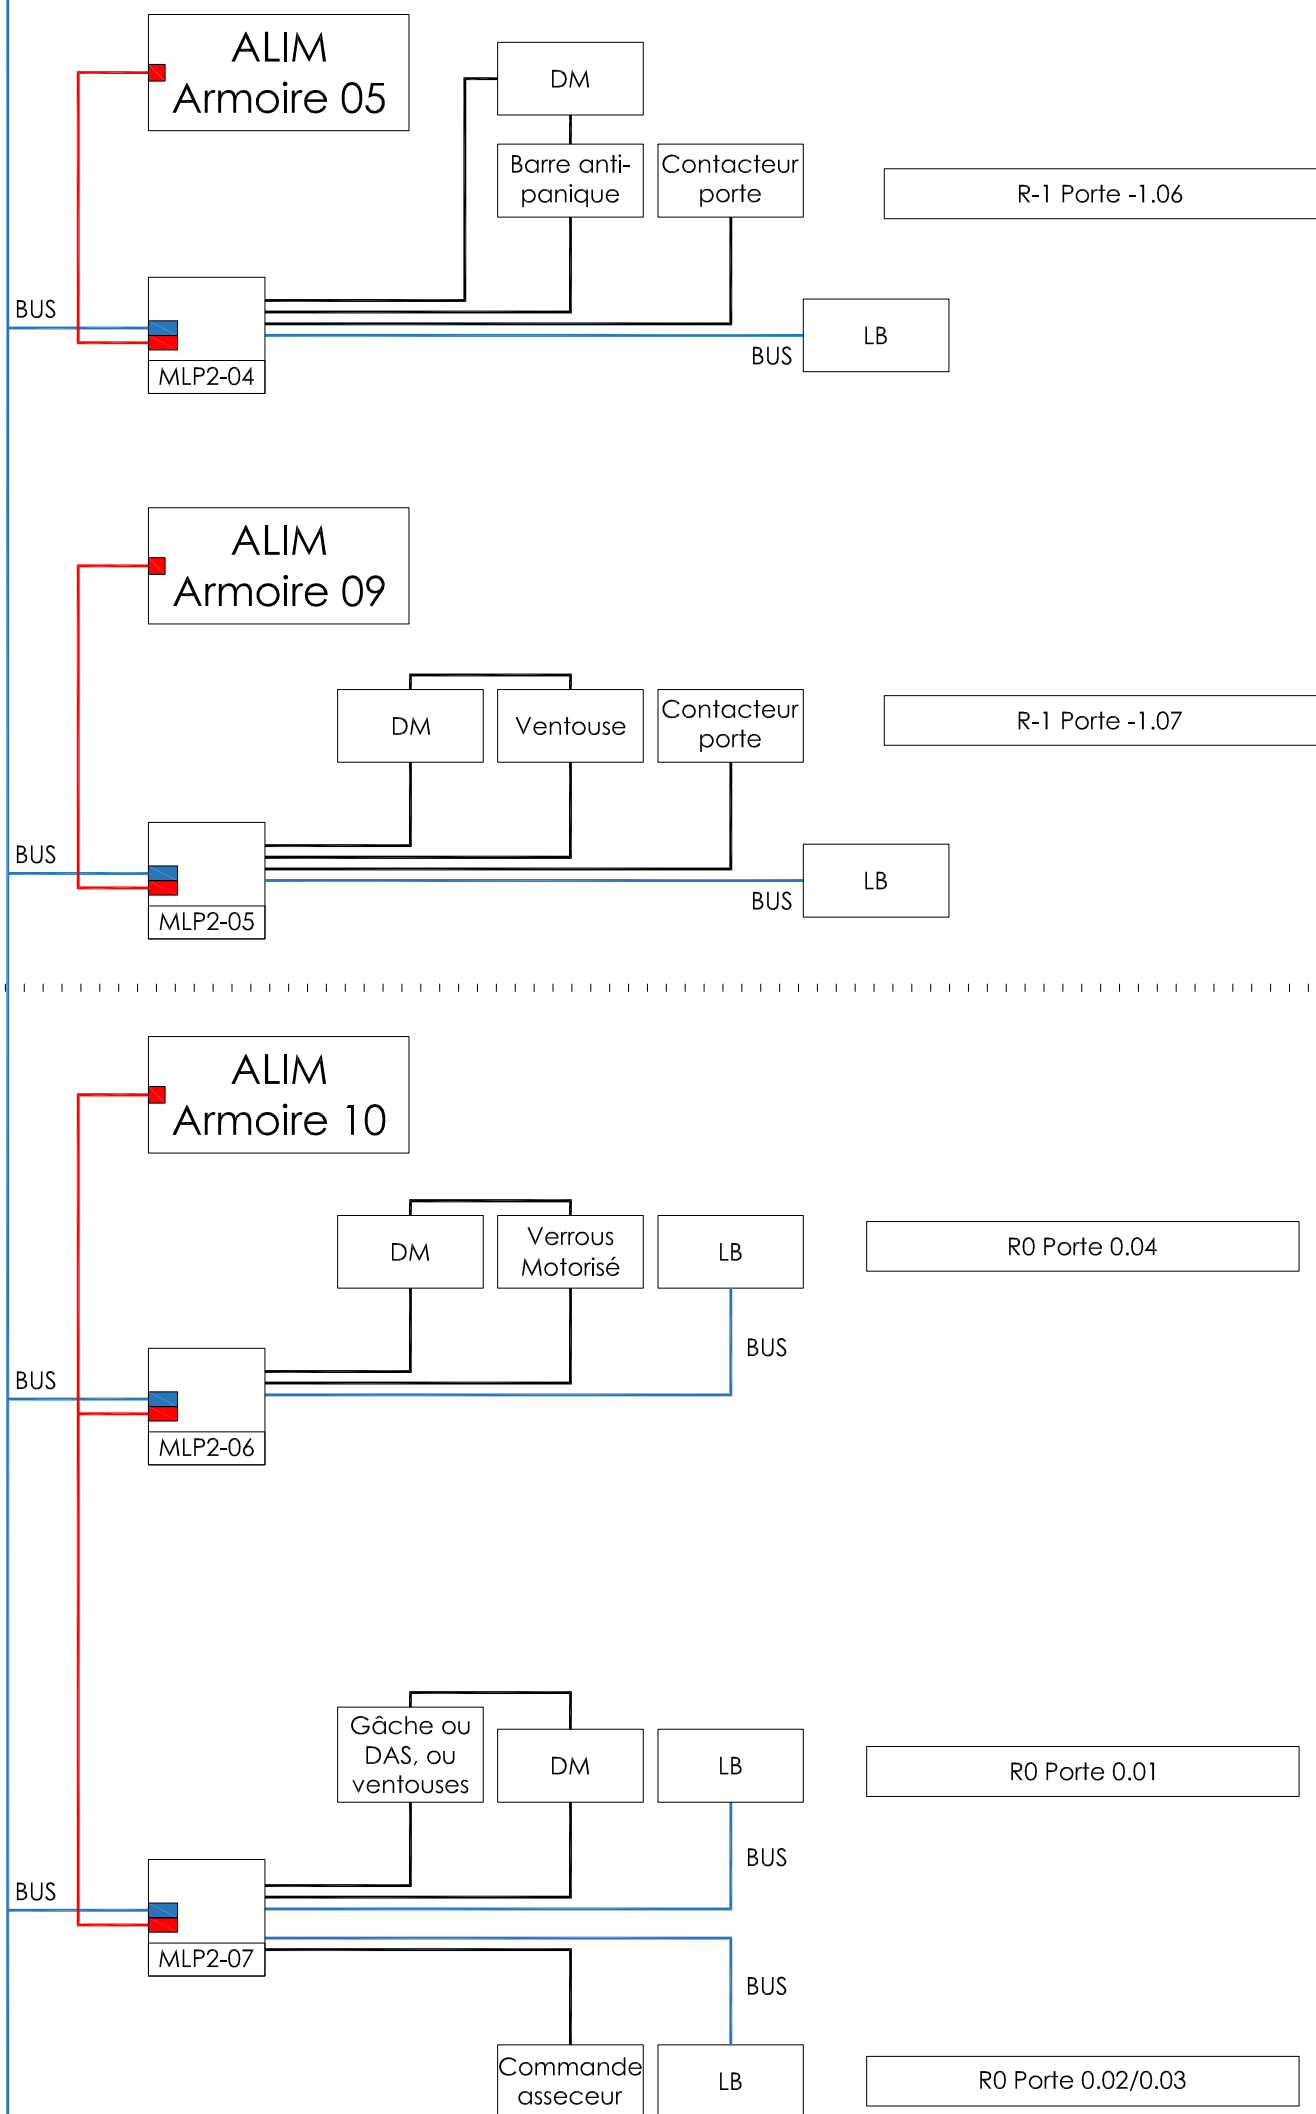 ALIM
Armoire 05
DM
Barre anti-
panique
Contacteur
porte
R-1 Porte -1.06
BUS
LB
BUS
MLP2-04
ALIM
Armoire 09
DM
Ventouse
Contacteur
porte
R-1 Porte -1.07
BUS
LB
BUS
MLP2-05
ALIM
Armoire 10
DM
Verrous
Motorisé
LB
R0 Porte 0.04
BUS
BUS
MLP2-06
Gâche ou
DAS, ou
ventouses
DM
LB
R0 Porte 0.01
BUS
BUS
MLP2-07
BUS
Commande
asseceur
LB
R0 Porte 0.02/0.03